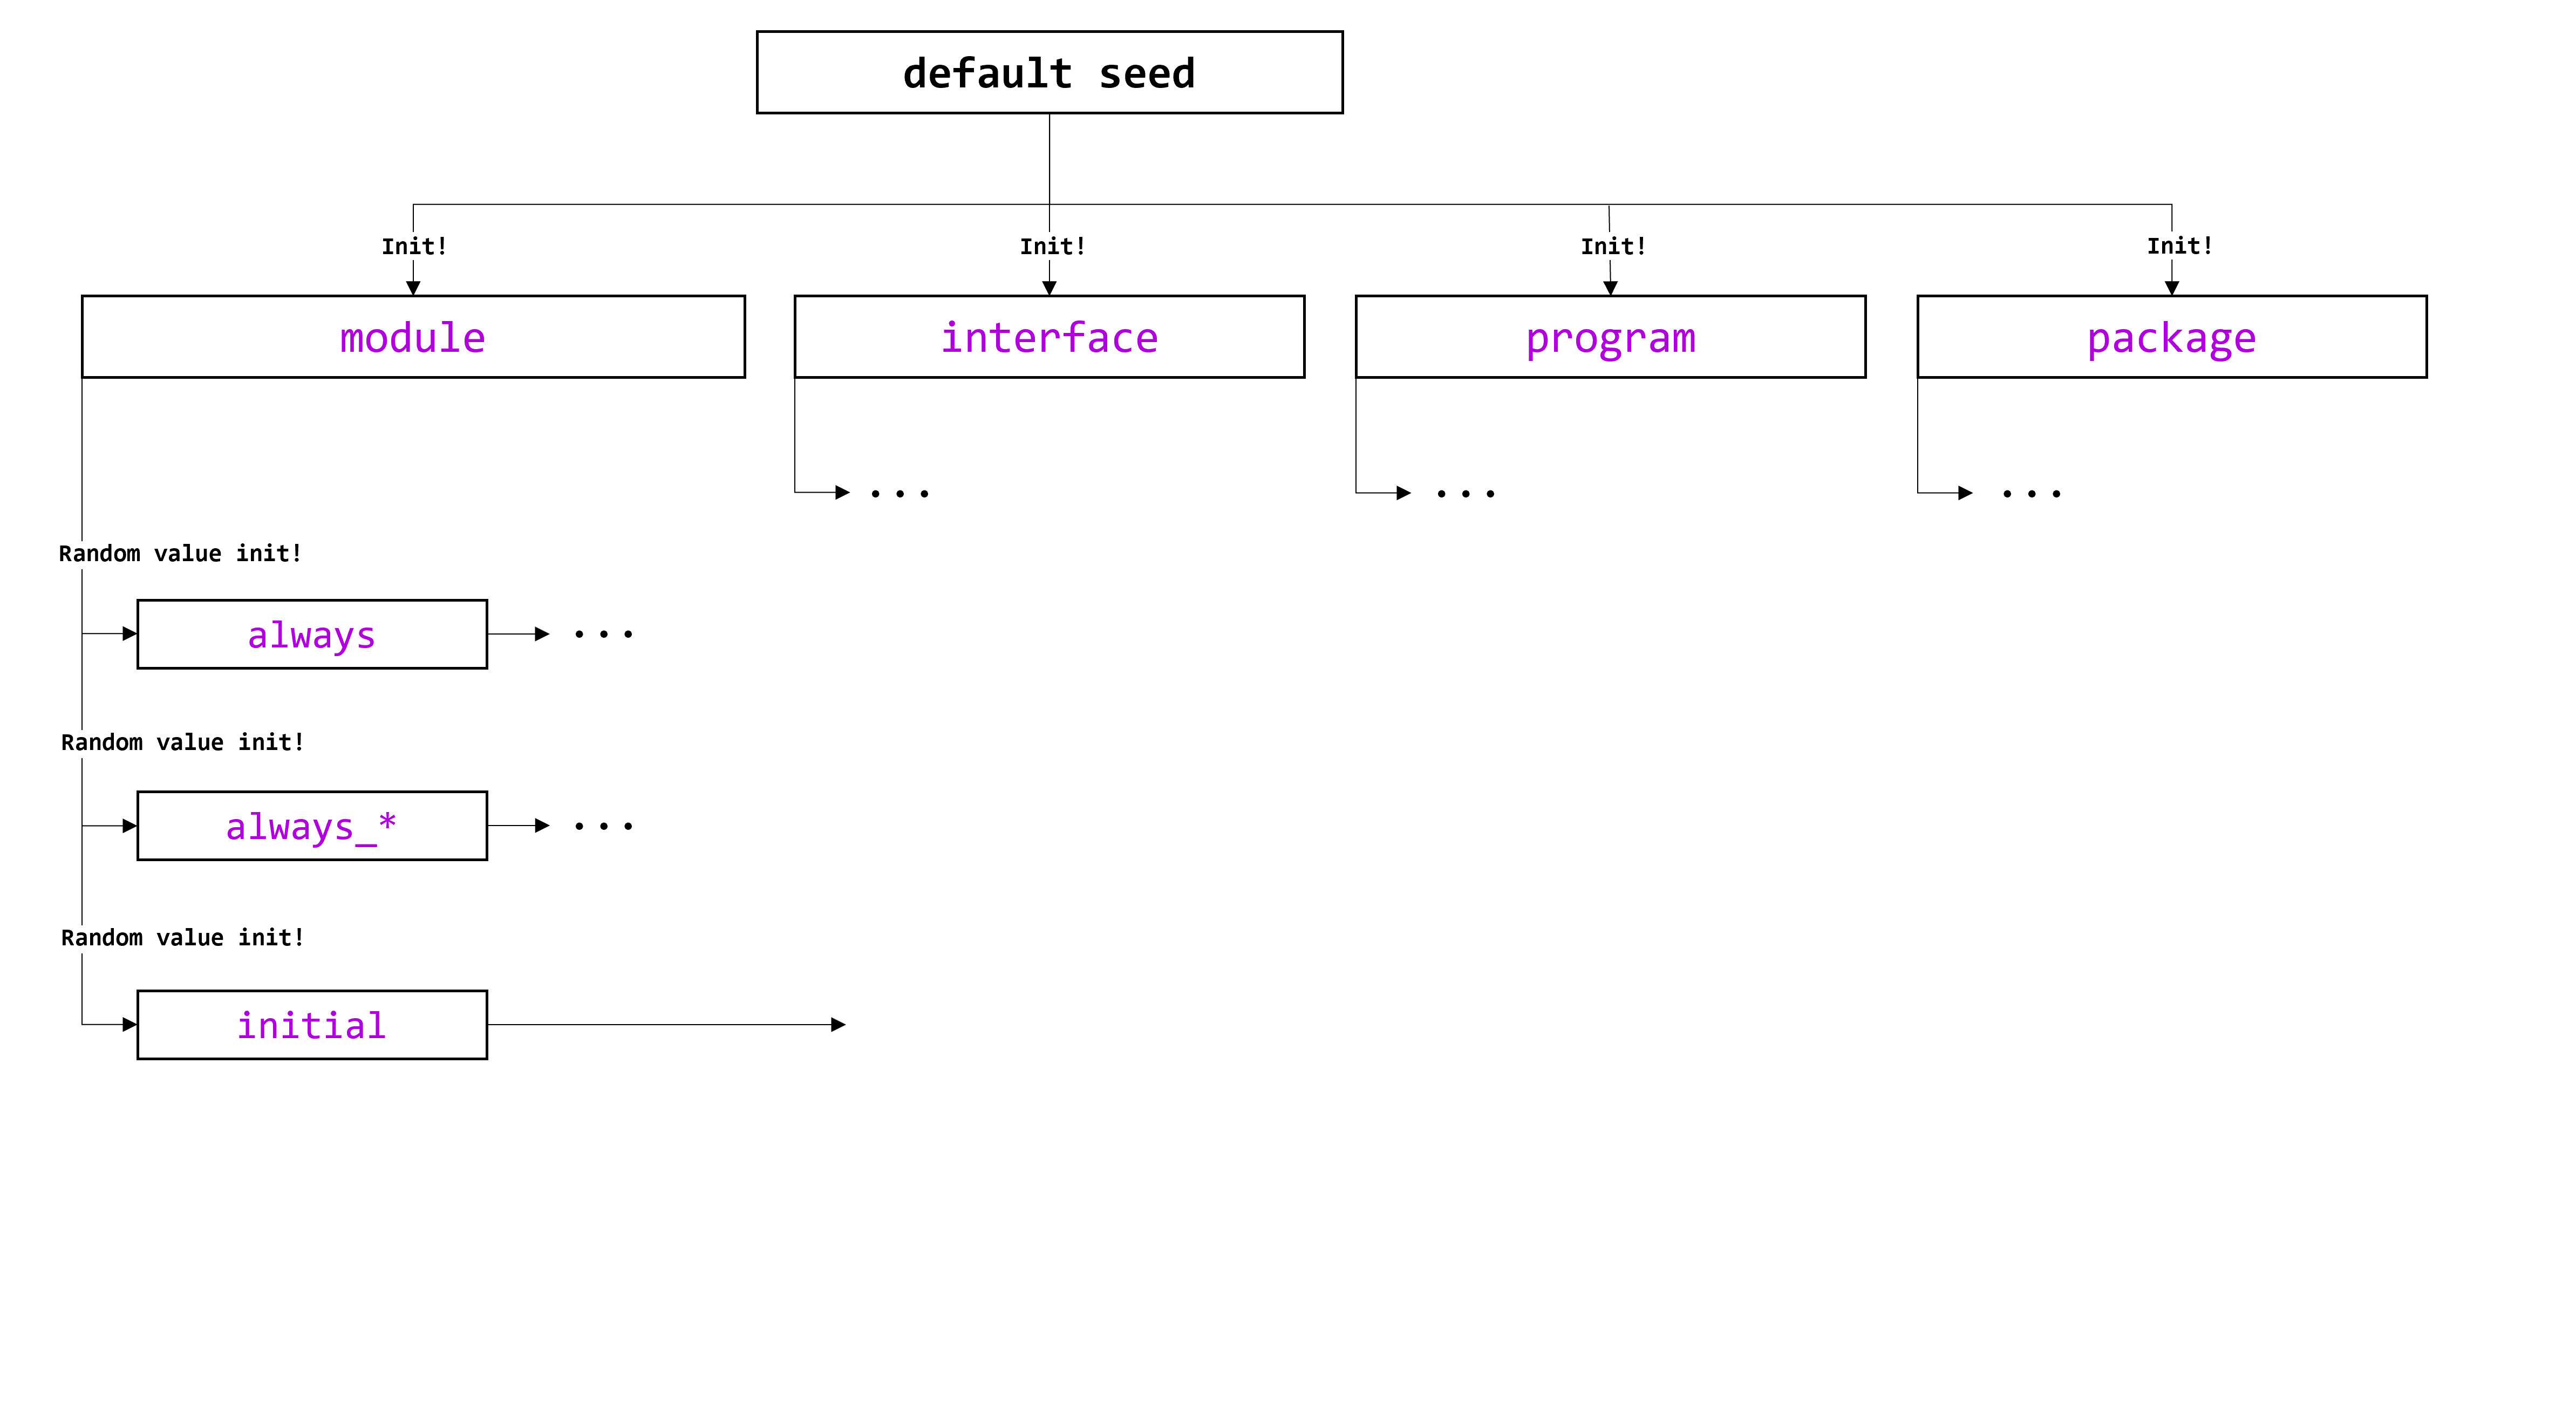 default seed
Init!
Init!
Init!
Init!
module
interface
program
package
...
...
...
Random value init!
always
...
Random value init!
always_*
...
Random value init!
initial